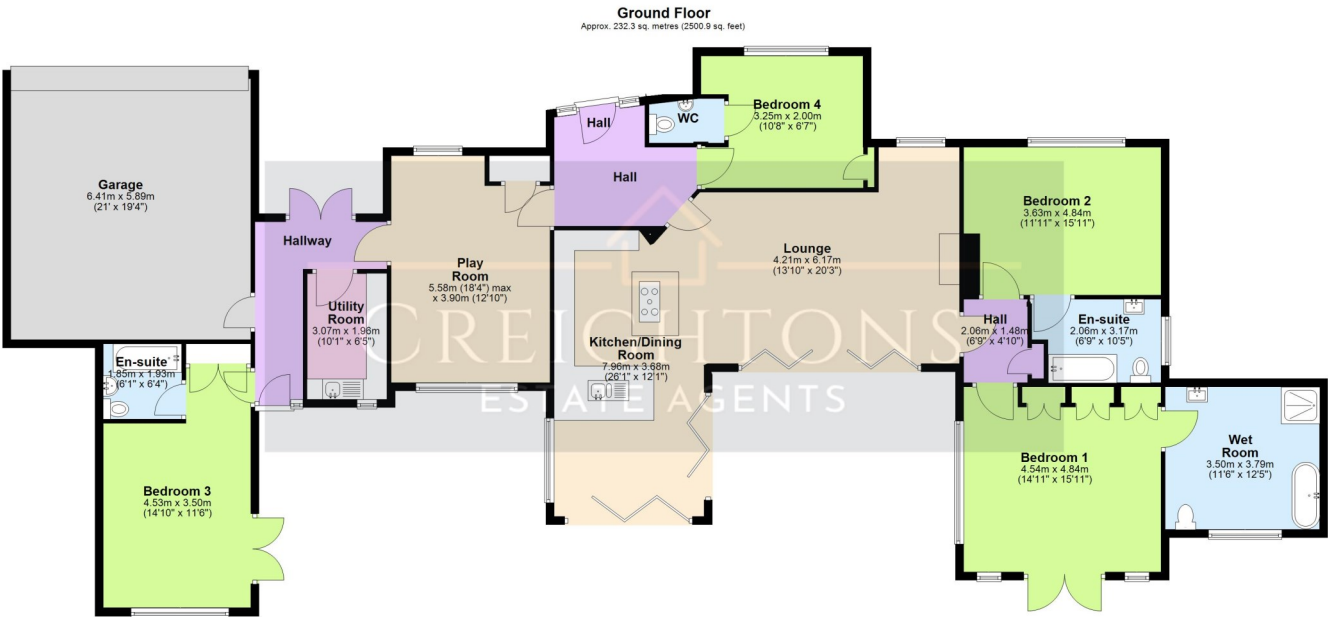 Ground Floor
Approx. 232.3 sq. metres (2500.9 sq. feet)
Garage
6.41m x 5.89m
(21' x 19'4")
Hallway
Utility
Room
3.07m x 1.96m
(10'1" x 6'5")
En-suite
1.85m x 1.93m
(6'1" x 6'4")
Bedroom 3
4.53m x 3.50m
(14'10" x 11'6")
Play
Room
5.58m (18'4") max
x 3.90m (12'10")
Hall
Hall
WC
Bedroom 4
3.25m x 2.00m
(10'8" x 6'7")
Kitchen/Dining
Room
7.96m x 3.68m
(26'1" x 12'1")
Lounge
4.21m x 6.17m
(13'10" x 20'3")
Bedroom 2
3.63m x 4.84m
(11'11" x 15'11")
Hall
2.06m x 1.48m
(6'9" x 4'10")
En-suite
2.06m x 3.17m
(6'9" x 10'5")
Bedroom 1
4.54m x 4.84m
(14'11" x 15'11")
Wet
Room
3.50m x 3.79m
(11'6" x 12'5")
CREIGHTONS
ESTATE AGENTS